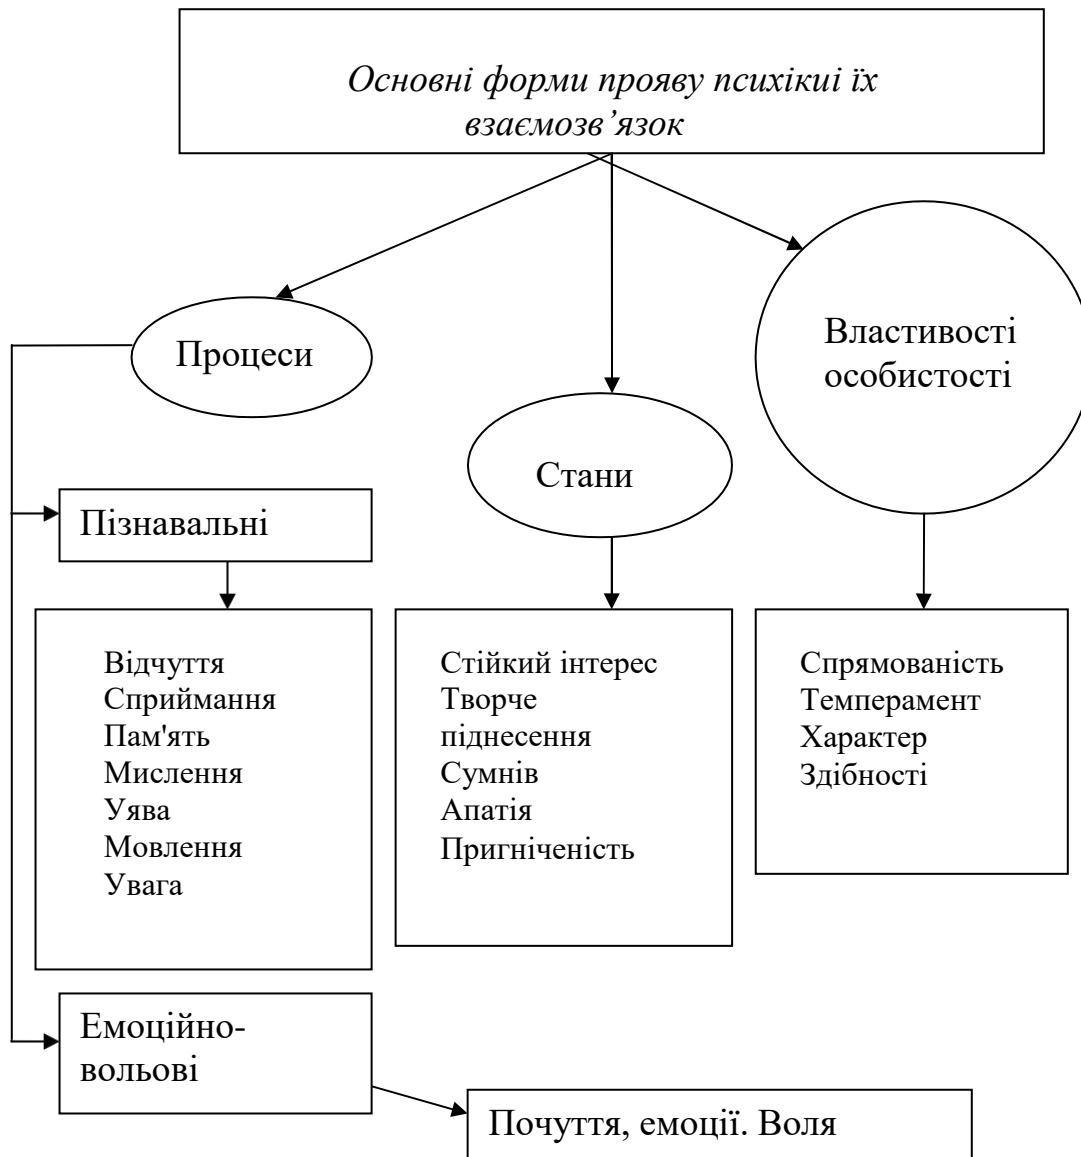 Основні форми прояву психікиі їх
взаємозв’язок
Процеси
Властивості
особистості
Стани
Пізнавальні
Відчуття
Сприймання
Пам'ять
Мислення
Уява
Мовлення
Увага
Стійкий інтерес
Творче
піднесення
Сумнів
Апатія
Пригніченість
Спрямованість
Темперамент
Характер
Здібності
Емоційно-
вольові
Почуття, емоції. Воля